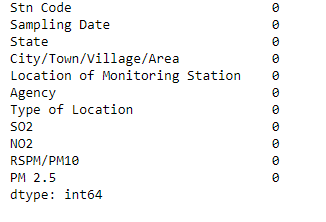 Stn Code 0
Sampling Date 0
State 0
City/Town/Village/Area 0
Location of Monitoring Station 0
Agency 0
Type of Location 0
SO2 0
NO2 0
RSPM/PM10 0
PM 2.5 0
dtype: int64